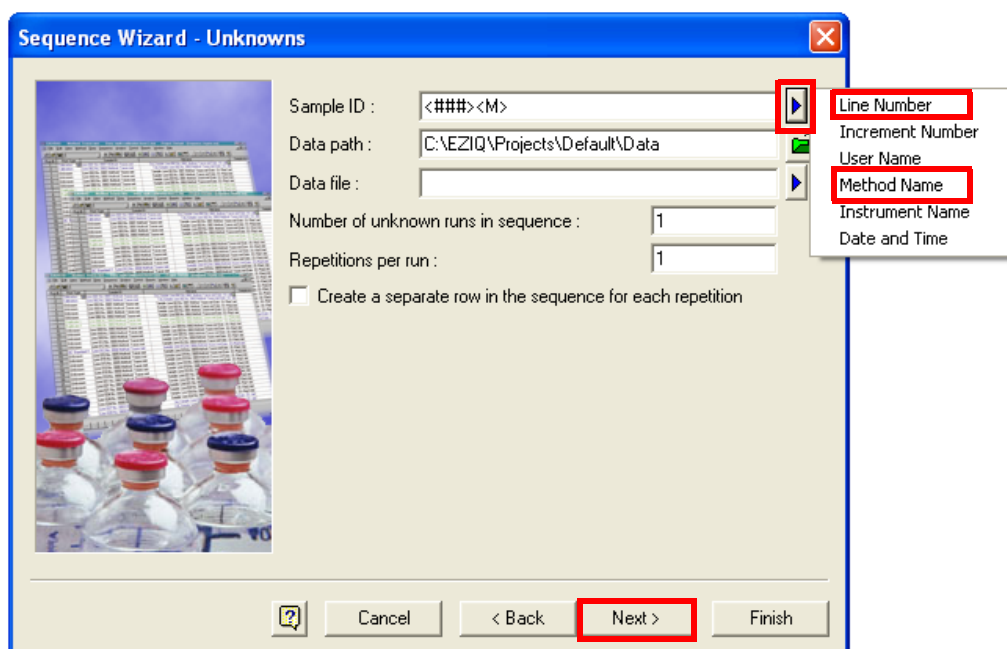 Sequence Wizard - Unknowns
Sample ID : <###><M>
Data path : C:\EZIQ\Projects\Default\Data
Data file :
Number of unknown runs in sequence : 1
Repetitions per run : 1
Create a separate row in the sequence for each repetition
Line Number
Increment Number
User Name
Method Name
Instrument Name
Date and Time
Cancel
< Back
Next >
Finish